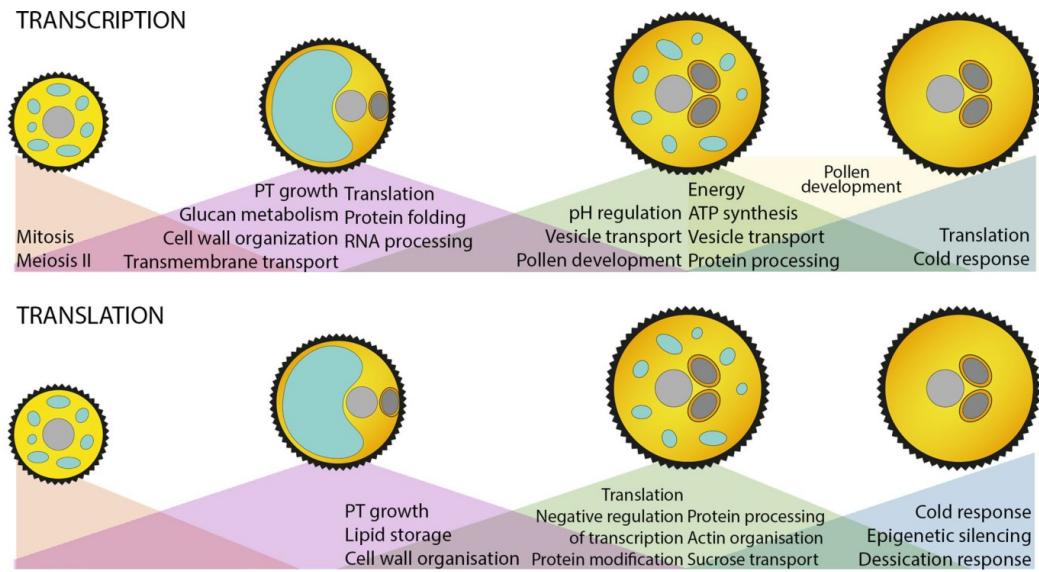 TRANSCRIPTION
Mitosis
Meiosis II
PT growth
Glucan metabolism
Cell wall organization
Transmembrane transport
Translation
Protein folding
RNA processing
pH regulation
Vesicle transport
Pollen development
Energy
ATP synthesis
Vesicle transport
Protein processing
Pollen
development
Translation
Cold response
TRANSLATION
PT growth
Lipid storage
Cell wall organisation
Translation
Negative regulation
of transcription
Protein modification
Protein processing
Actin organisation
Sucrose transport
Cold response
Epigenetic silencing
Dessication response